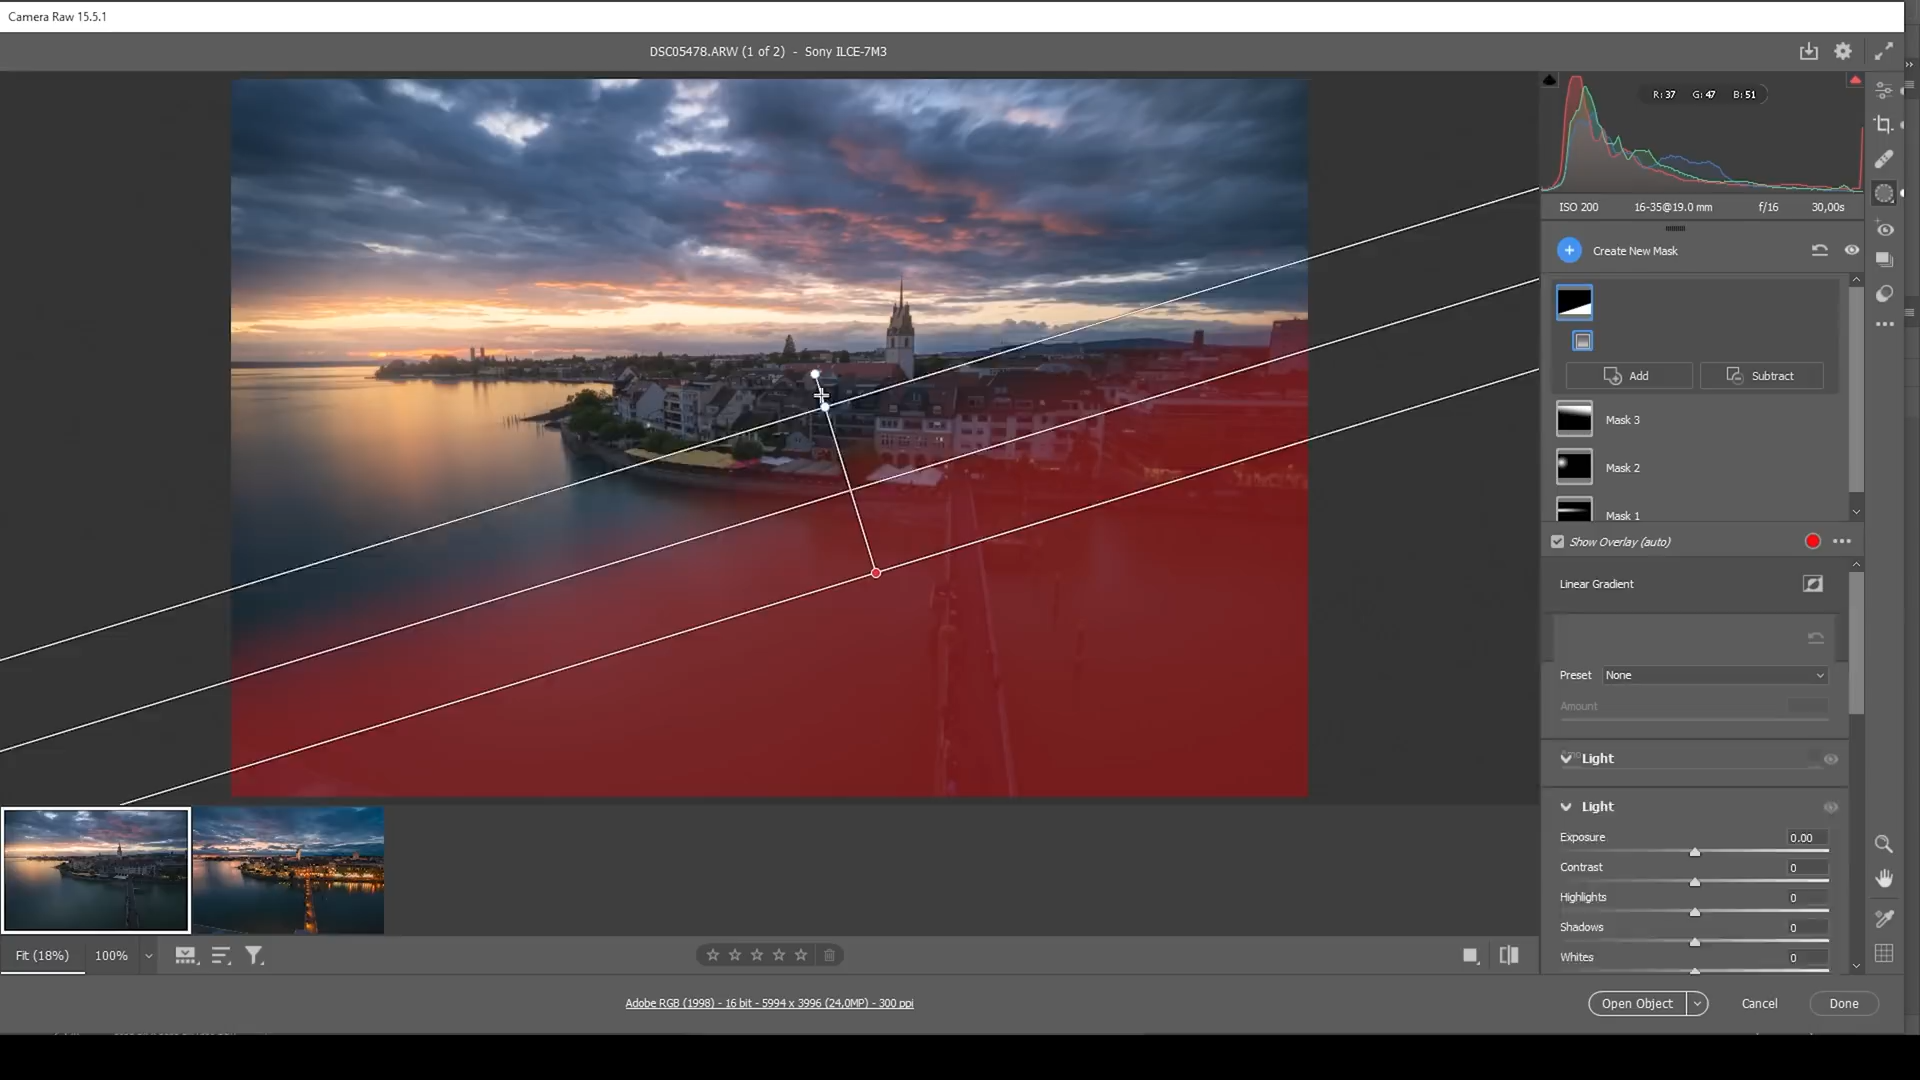 Camera Raw 15.5.1
DSC05478.ARW (1 of 2) - Sony ILCE-7M3
R: 37 G: 47 B: 51
ISO 200 16-35@19.0 mm f/16 30,00s
Create New Mask
Add Subtract
Mask 3
Mask 2
Mask 1
Show Overlay (auto)
Linear Gradient
Preset None
Amount
Light
Light
Exposure 0.00
Contrast 0
Highlights 0
Shadows 0
Whites 0
Fit (18%) 100%
Adobe RGB (1998) - 16 bit - 5994 x 3996 (24,0MP) - 300 ppi
Open Object Cancel Done